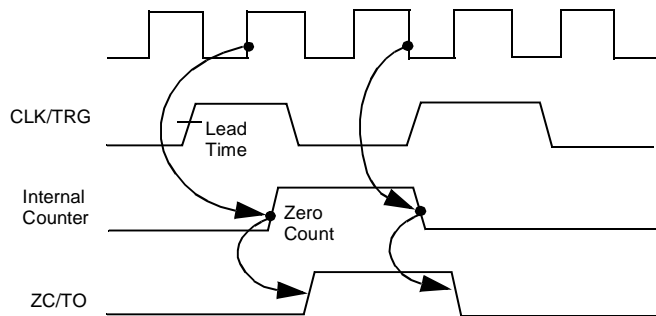 CLK/TRG
Lead
Time
Internal
Counter
Zero
Count
ZC/TO